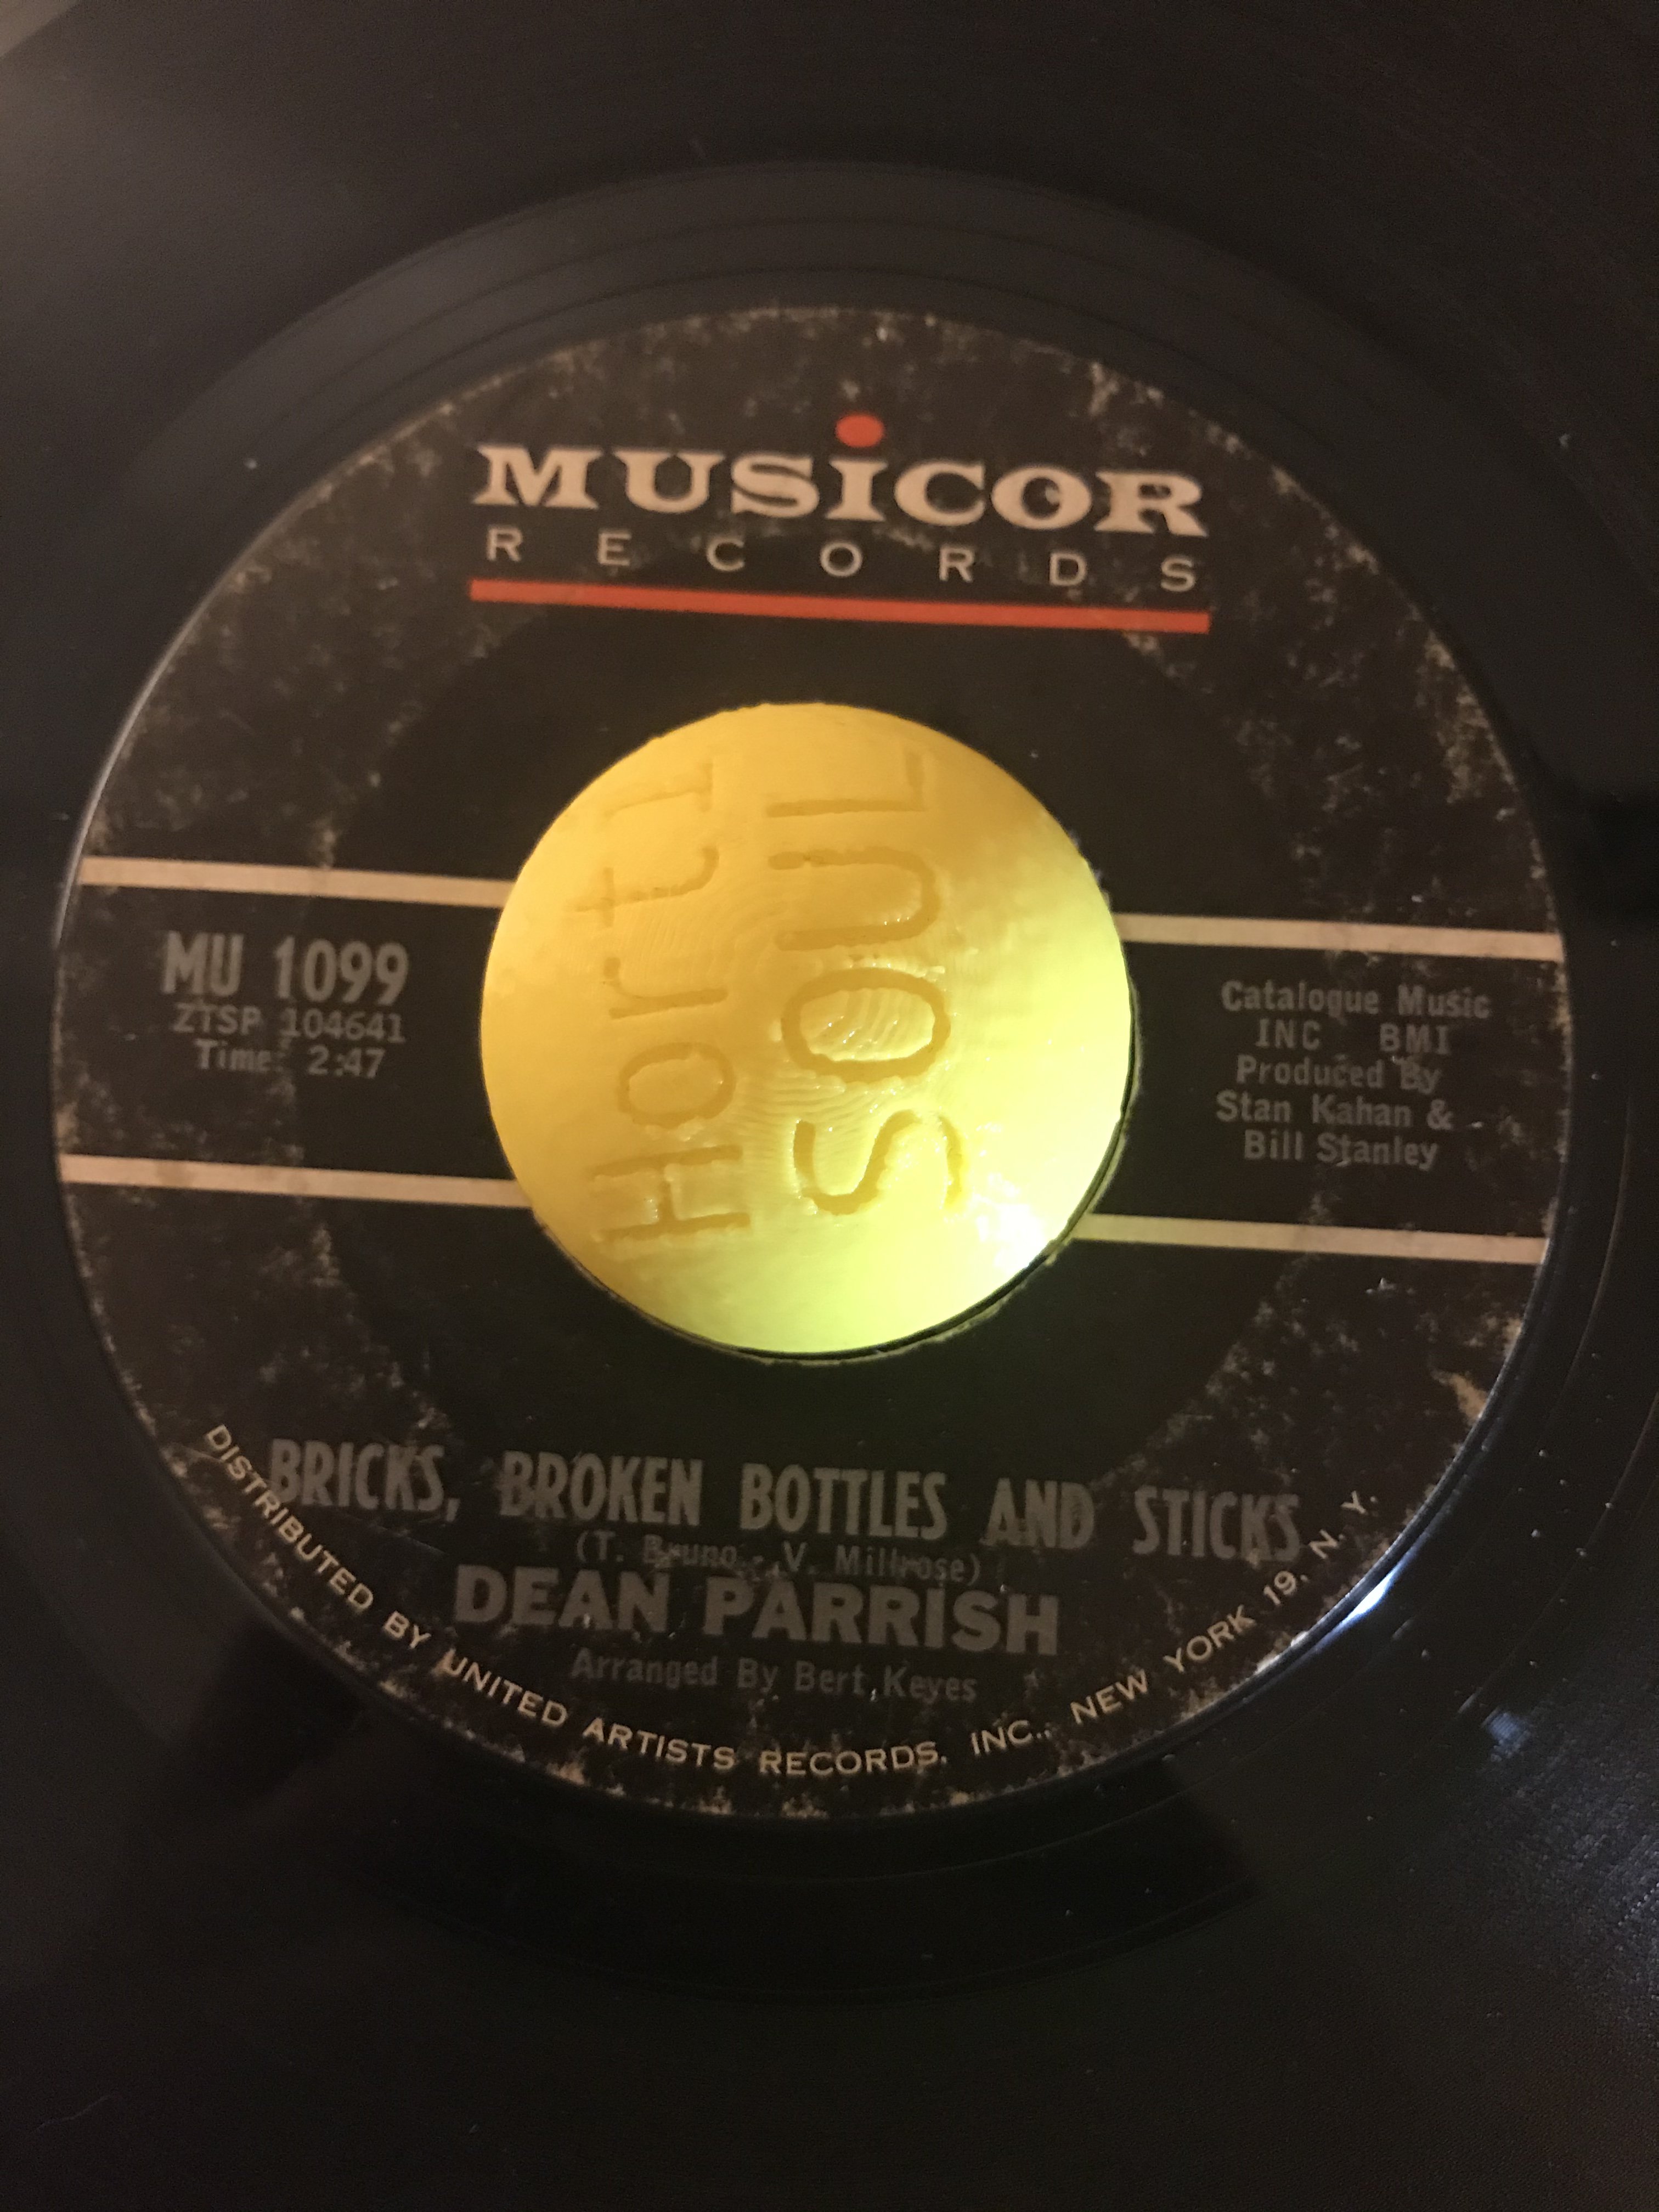 MUSiCOR
RECORDS
MU 1099
ZTSP 104641
Time: 2:47
Horti
SOUL
Catalogue Music
INC BMI
Produced By
Stan Kahan &
Bill Stanley
BRICKS, BROKEN BOTTLES AND STICKS
(T. Bruno - V. Millrose)
DEAN PARRISH
Arranged By Bert Keyes
DISTRIBUTED BY UNITED ARTISTS RECORDS, INC., NEW YORK 19, N. Y.